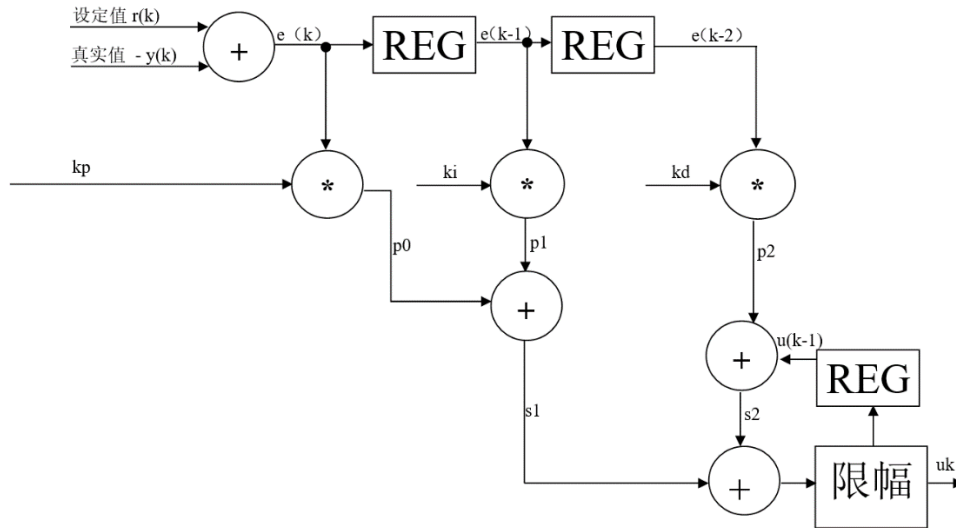 设定值 r(k)
真实值 - y(k)
+
e（k）
REG
e(k-1)
REG
e(k-2）
kp
*
ki
*
kd
*
p0
p1
p2
+
+
u(k-1)
REG
s1
s2
+
限幅
uk